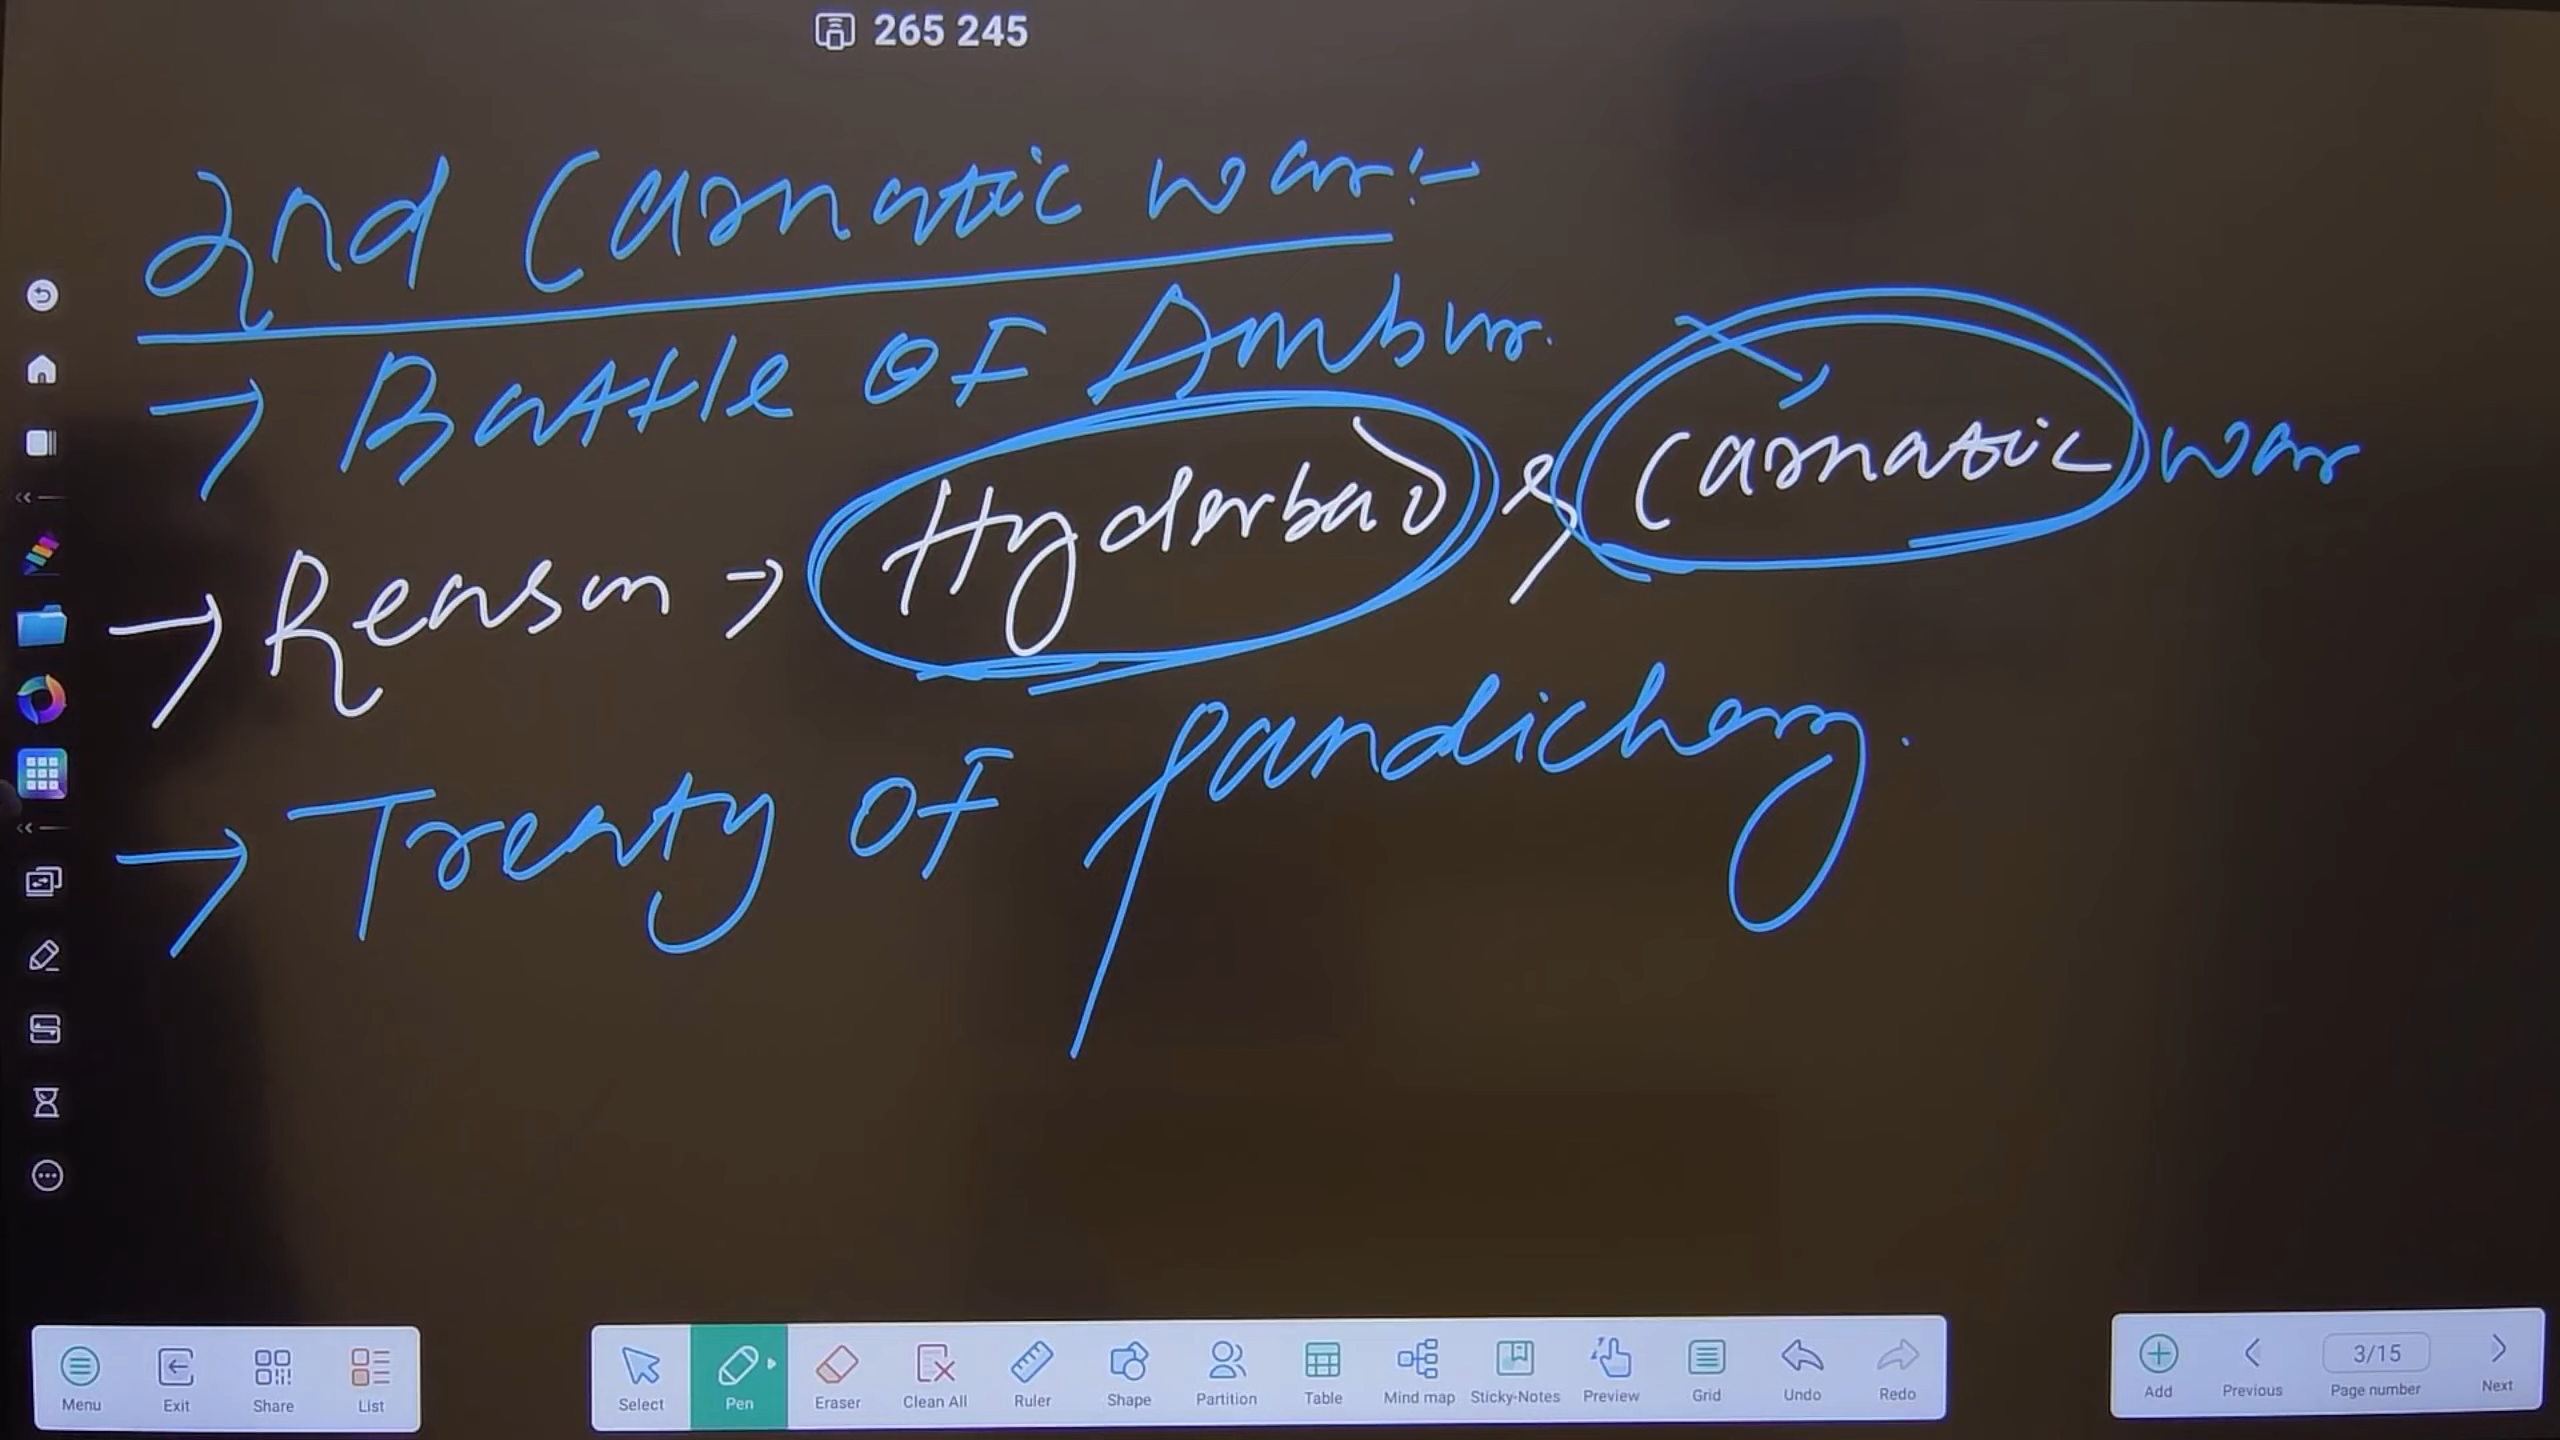 265 245
2nd Carnatic war:-
→ Battle OF Ambur.
→ Reason → Hyderbad & Carnatic war
→ Treaty OF Pandicherry.
Menu Exit Share List Select Pen Eraser Clean All Ruler Shape Partition Table Mind map Sticky-Notes Preview Grid Undo Redo Add Previous 3/15 Page number Next